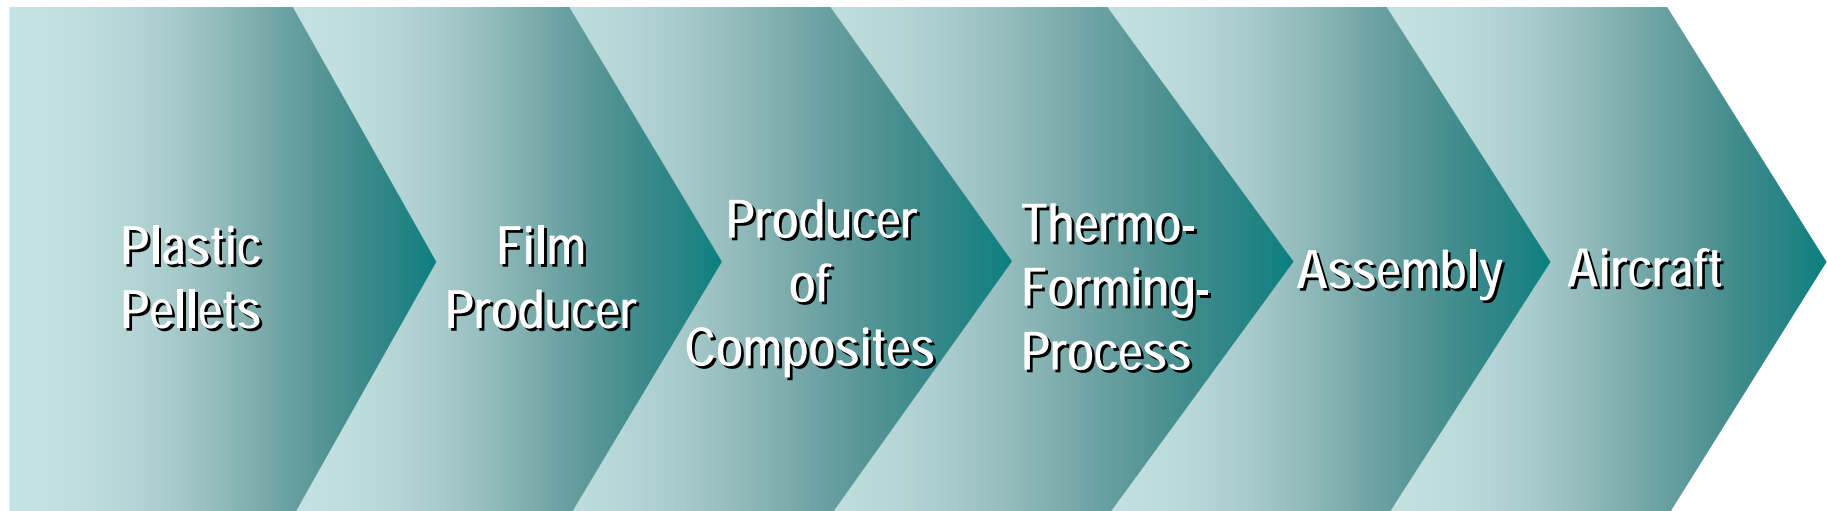 Plastic
Pellets
Film
Producer
Producer
of
Composites
Thermo-
Forming-
Process
Assembly
Aircraft